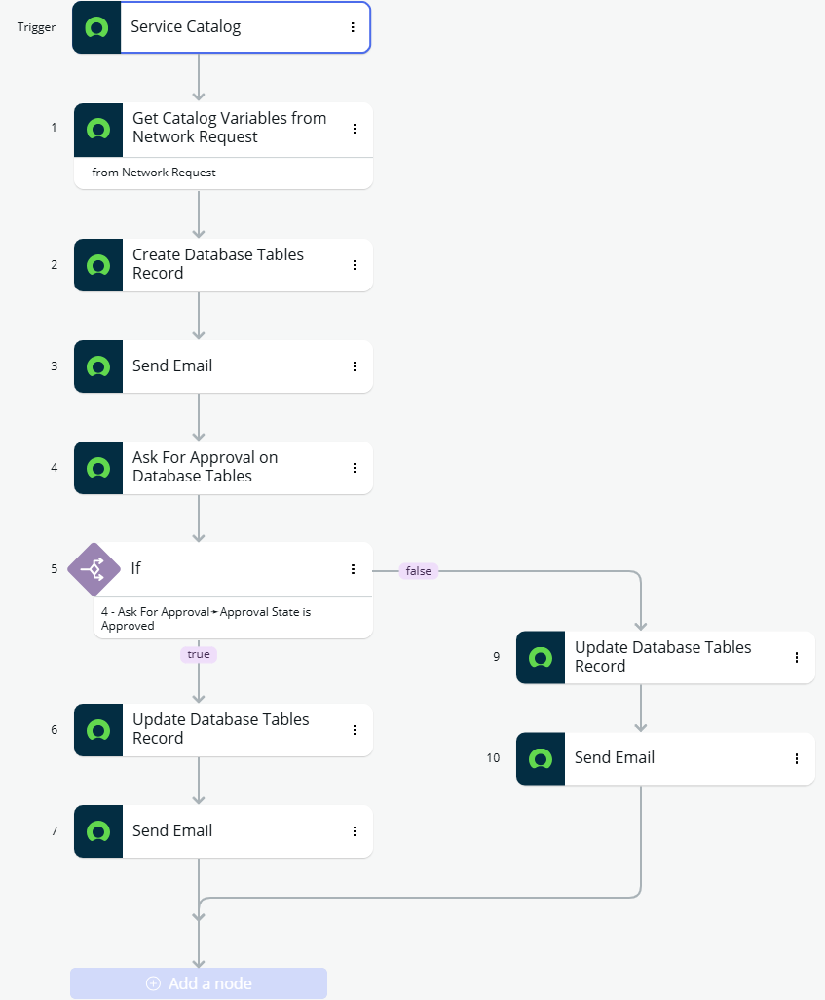 Trigger
Service Catalog
1
Get Catalog Variables from
Network Request
from Network Request
2
Create Database Tables
Record
3
Send Email
4
Ask For Approval on
Database Tables
5
If
false
4 - Ask For Approval➛Approval State is
Approved
true
9
Update Database Tables
Record
6
Update Database Tables
Record
10
Send Email
7
Send Email
Add a node